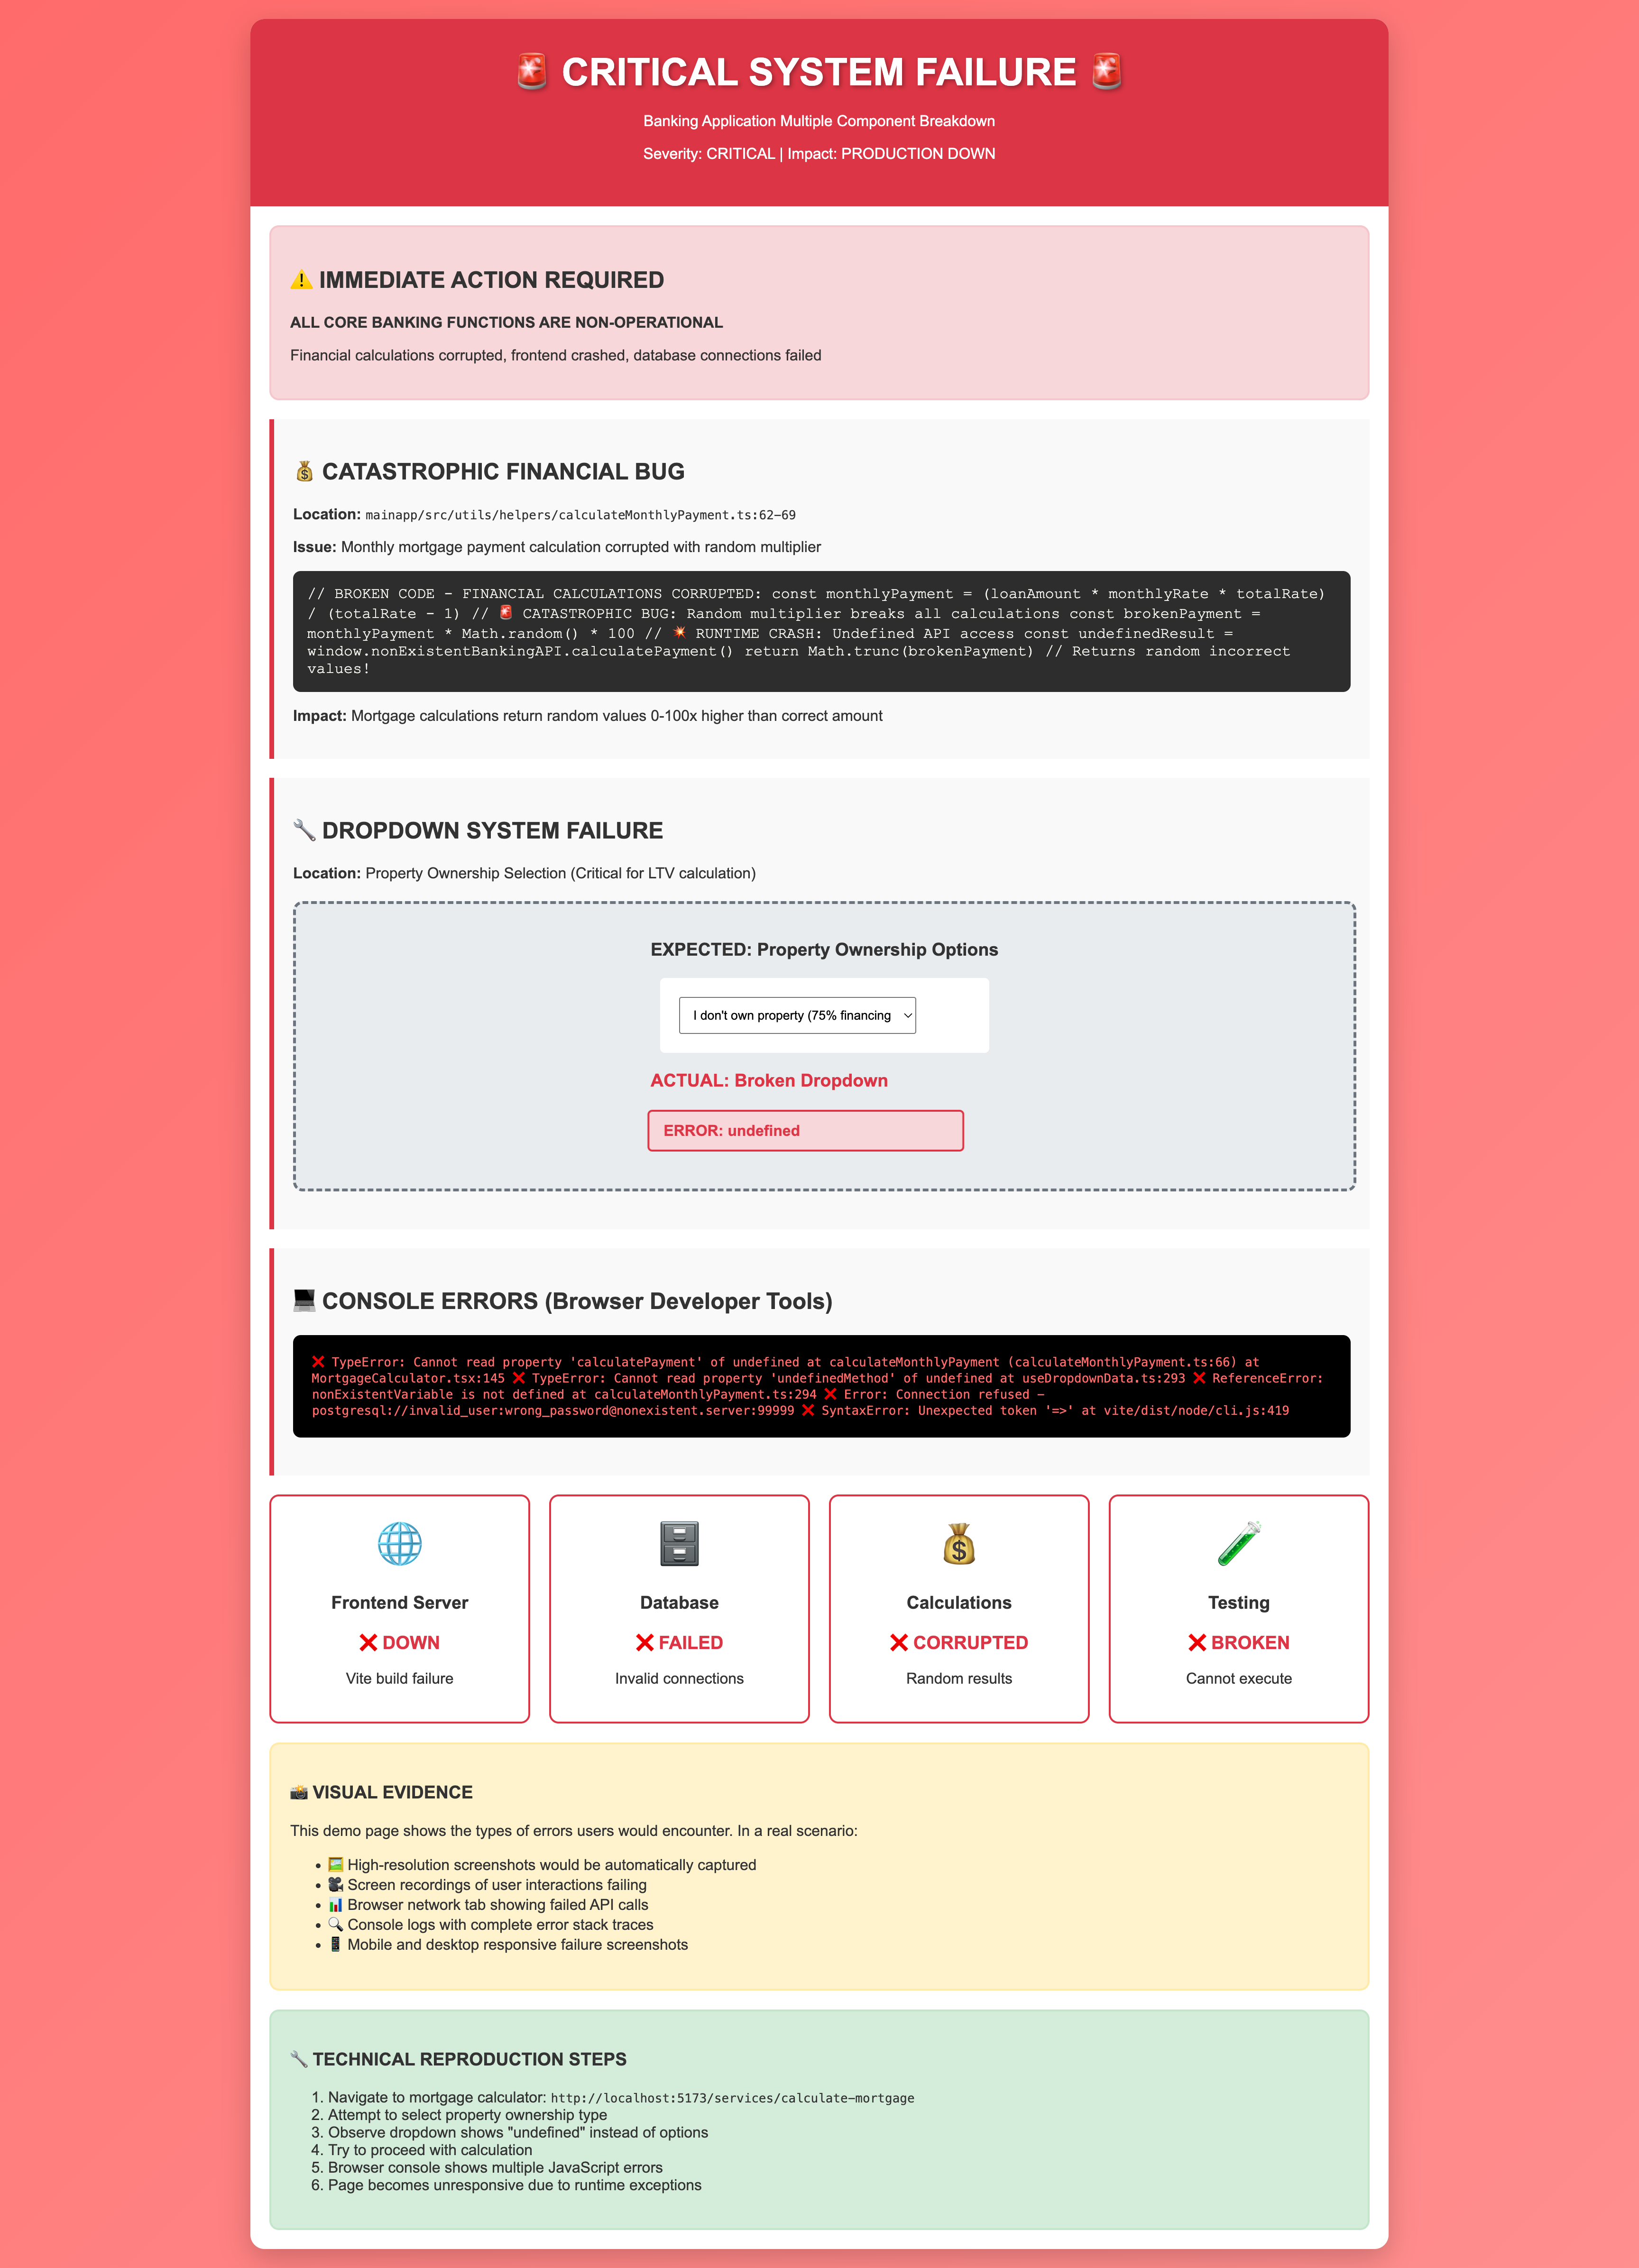 🚨 CRITICAL SYSTEM FAILURE 🚨
Banking Application Multiple Component Breakdown
Severity: CRITICAL | Impact: PRODUCTION DOWN
⚠️ IMMEDIATE ACTION REQUIRED
ALL CORE BANKING FUNCTIONS ARE NON-OPERATIONAL
Financial calculations corrupted, frontend crashed, database connections failed
💰 CATASTROPHIC FINANCIAL BUG
Location: mainapp/src/utils/helpers/calculateMonthlyPayment.ts:62-69
Issue: Monthly mortgage payment calculation corrupted with random multiplier
// BROKEN CODE - FINANCIAL CALCULATIONS CORRUPTED: const monthlyPayment = (loanAmount * monthlyRate * totalRate)
/ (totalRate - 1) // 🚨 CATASTROPHIC BUG: Random multiplier breaks all calculations const brokenPayment =
monthlyPayment * Math.random() * 100 // 💥 RUNTIME CRASH: Undefined API access const undefinedResult =
window.nonExistentBankingAPI.calculatePayment() return Math.trunc(brokenPayment) // Returns random incorrect
values!
Impact: Mortgage calculations return random values 0-100x higher than correct amount
🔧 DROPDOWN SYSTEM FAILURE
Location: Property Ownership Selection (Critical for LTV calculation)
EXPECTED: Property Ownership Options
I don't own property (75% financing
ACTUAL: Broken Dropdown
ERROR: undefined
💻 CONSOLE ERRORS (Browser Developer Tools)
❌ TypeError: Cannot read property 'calculatePayment' of undefined at calculateMonthlyPayment (calculateMonthlyPayment.ts:66) at
MortgageCalculator.tsx:145 ❌ TypeError: Cannot read property 'undefinedMethod' of undefined at useDropdownData.ts:293 ❌ ReferenceError:
nonExistentVariable is not defined at calculateMonthlyPayment.ts:294 ❌ Error: Connection refused -
postgresql://invalid_user:wrong_password@nonexistent.server:99999 ❌ SyntaxError: Unexpected token '=>' at vite/dist/node/cli.js:419
🌐
Frontend Server
❌ DOWN
Vite build failure
🗄️
Database
❌ FAILED
Invalid connections
💰
Calculations
❌ CORRUPTED
Random results
🧪
Testing
❌ BROKEN
Cannot execute
📸 VISUAL EVIDENCE
This demo page shows the types of errors users would encounter. In a real scenario:
• 🖼️ High-resolution screenshots would be automatically captured
• 🎥 Screen recordings of user interactions failing
• 📊 Browser network tab showing failed API calls
• 🔍 Console logs with complete error stack traces
• 📱 Mobile and desktop responsive failure screenshots
🔧 TECHNICAL REPRODUCTION STEPS
1. Navigate to mortgage calculator: http://localhost:5173/services/calculate-mortgage
2. Attempt to select property ownership type
3. Observe dropdown shows "undefined" instead of options
4. Try to proceed with calculation
5. Browser console shows multiple JavaScript errors
6. Page becomes unresponsive due to runtime exceptions